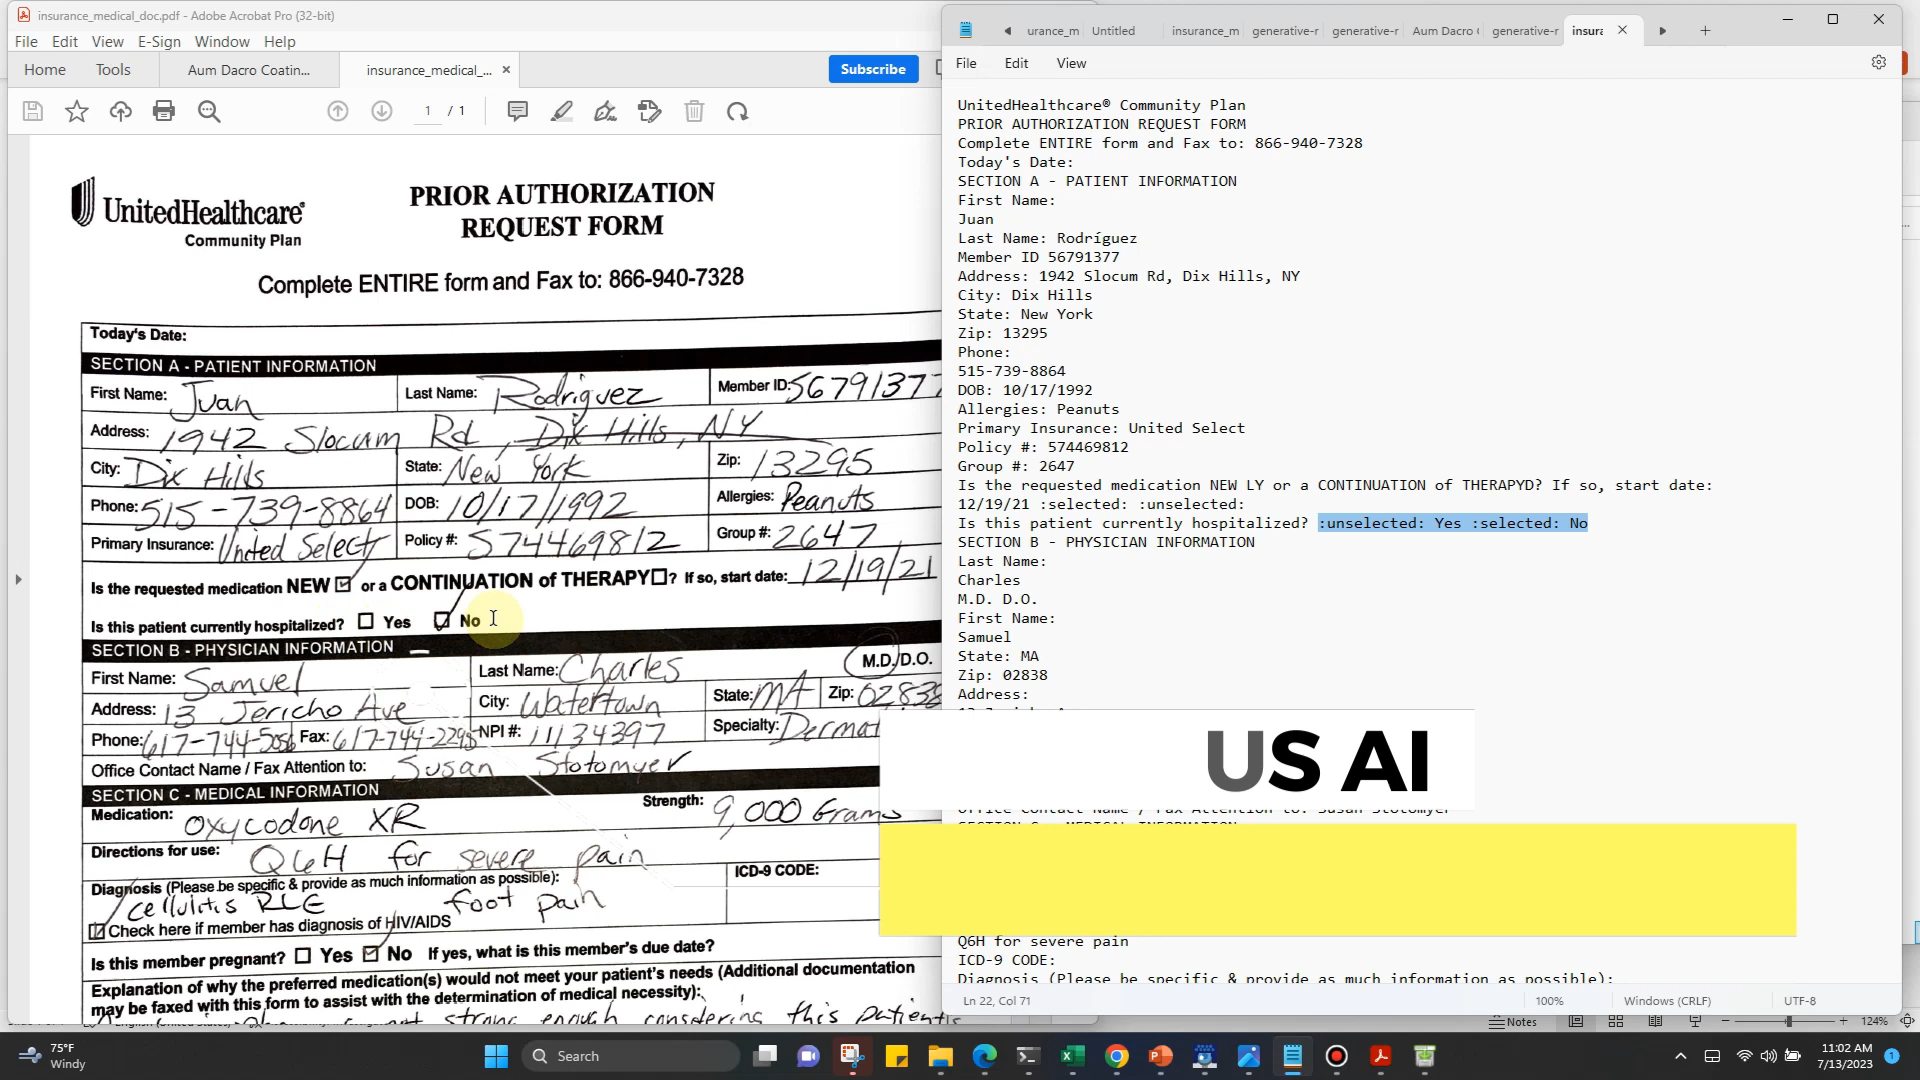 insurance_medical_doc.pdf - Adobe Acrobat Pro (32-bit)
File Edit View E-Sign Window Help
Home Tools Aum Dacro Coatin... insurance_medical_... × Subscribe
1 / 1
UnitedHealthcare®
Community Plan
PRIOR AUTHORIZATION
REQUEST FORM
Complete ENTIRE form and Fax to: 866-940-7328
Today's Date:
SECTION A - PATIENT INFORMATION
First Name: Juan Last Name: Rodriguez Member ID: 56791377
Address: 1942 Slocum Rd, Dix Hills, NY
City: Dix Hills State: New York Zip: 13295
Phone: 515-739-8864 DOB: 10/17/1992 Allergies: Peanuts
Primary Insurance: United Select Policy #: 574469812 Group #: 2647
Is the requested medication NEW or a CONTINUATION of THERAPY ? If so, start date: 12/19/21
Is this patient currently hospitalized? Yes No
SECTION B - PHYSICIAN INFORMATION
First Name: Samuel Last Name: Charles M.D./D.O.
Address: 13 Jericho Ave City: Watertown State: MA Zip: 02838
Phone: 617-744-5056 Fax: 617-744-2298 NPI #: 11134397 Specialty: Dermat
Office Contact Name / Fax Attention to: Susan Stotomyer
SECTION C - MEDICAL INFORMATION
Medication: Oxycodone XR Strength: 9,000 Grams
Directions for use: Q6H for severe pain
Diagnosis (Please be specific & provide as much information as possible): ICD-9 CODE:
cellulitis RLE foot pain
Check here if member has diagnosis of HIV/AIDS
Is this member pregnant? Yes No If yes, what is this member's due date?
Explanation of why the preferred medication(s) would not meet your patient's needs (Additional documentation
may be faxed with this form to assist with the determination of medical necessity):
not strong enough considering this patient's
urance_m Untitled insurance_m generative-r generative-r Aum Dacro generative-r insura ×
File Edit View
UnitedHealthcare® Community Plan
PRIOR AUTHORIZATION REQUEST FORM
Complete ENTIRE form and Fax to: 866-940-7328
Today's Date:
SECTION A - PATIENT INFORMATION
First Name:
Juan
Last Name: Rodríguez
Member ID 56791377
Address: 1942 Slocum Rd, Dix Hills, NY
City: Dix Hills
State: New York
Zip: 13295
Phone:
515-739-8864
DOB: 10/17/1992
Allergies: Peanuts
Primary Insurance: United Select
Policy #: 574469812
Group #: 2647
Is the requested medication NEW LY or a CONTINUATION of THERAPYD? If so, start date:
12/19/21 :selected: :unselected:
Is this patient currently hospitalized? :unselected: Yes :selected: No
SECTION B - PHYSICIAN INFORMATION
Last Name:
Charles
M.D. D.O.
First Name:
Samuel
State: MA
Zip: 02838
Address:
US AI
Office Contact Name / Fax Attention to: Susan Stotomyer
Q6H for severe pain
ICD-9 CODE:
Diagnosis (Please be specific & provide as much information as possible):
Ln 22, Col 71 100% Windows (CRLF) UTF-8
Notes 124%
75°F
Windy
Search
11:02 AM
7/13/2023
1